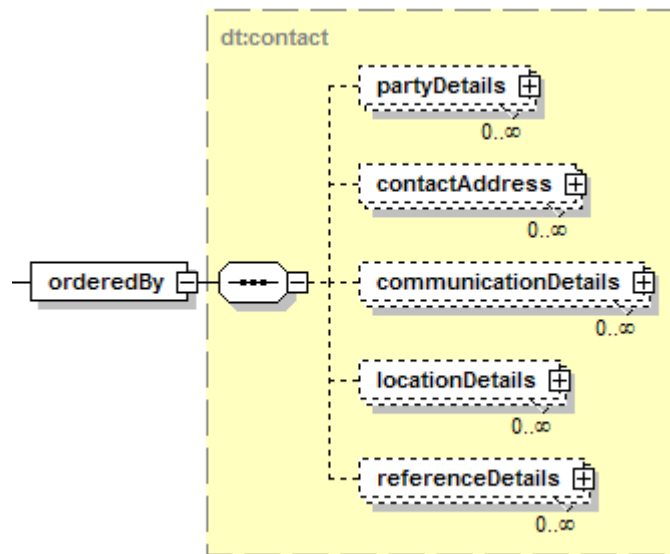 dt:contact
partyDetails
0..∞
contactAddress
0..∞
orderedBy
communicationDetails
0..∞
locationDetails
0..∞
referenceDetails
0..∞